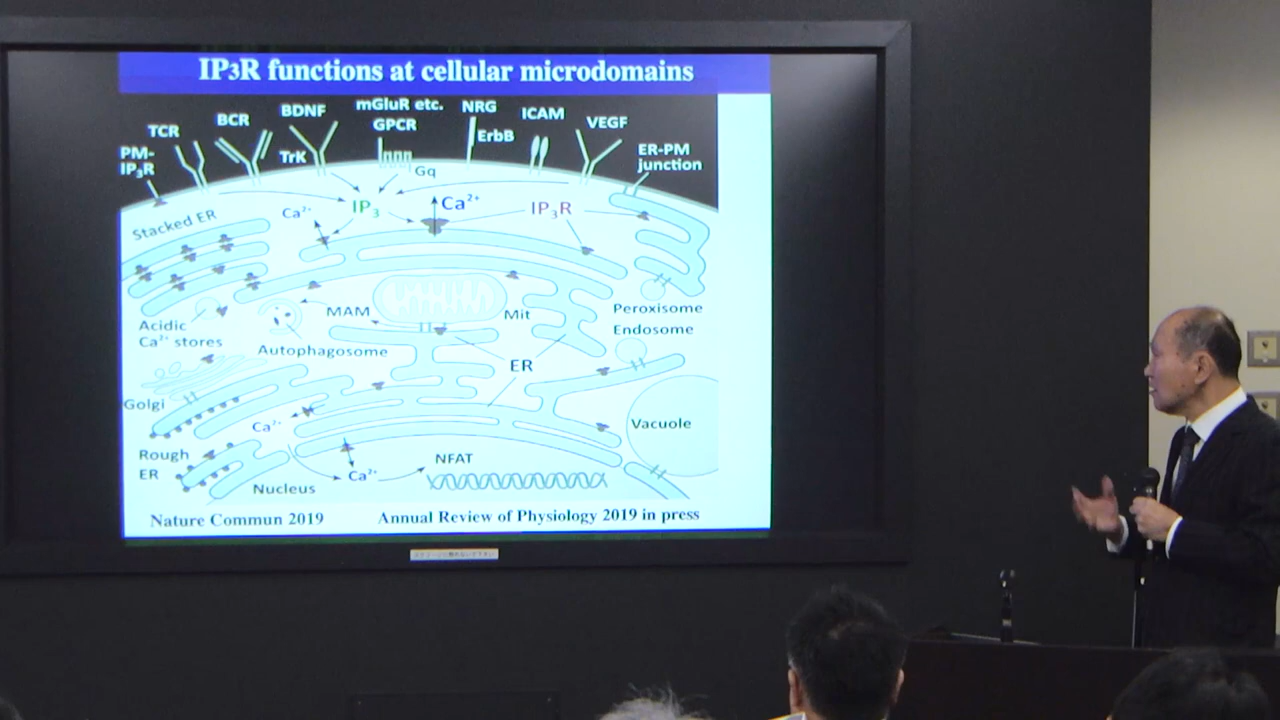 IP3R functions at cellular microdomains
mGluR etc.
NRG
BDNF
ICAM
BCR
GPCR
VEGF
TCR
ErbB
PM-
IP₃R
TrK
ER-PM
junction
Gq
Ca²⁺
IP₃
Ca²⁺
IP₃R
Stacked ER
MAM
Mit
Peroxisome
Acidic
Ca²⁺ stores
Endosome
Autophagosome
ER
Golgi
Ca²⁺
Vacuole
Rough
ER
NFAT
Ca²⁺
Nucleus
Nature Commun 2019
Annual Review of Physiology 2019 in press